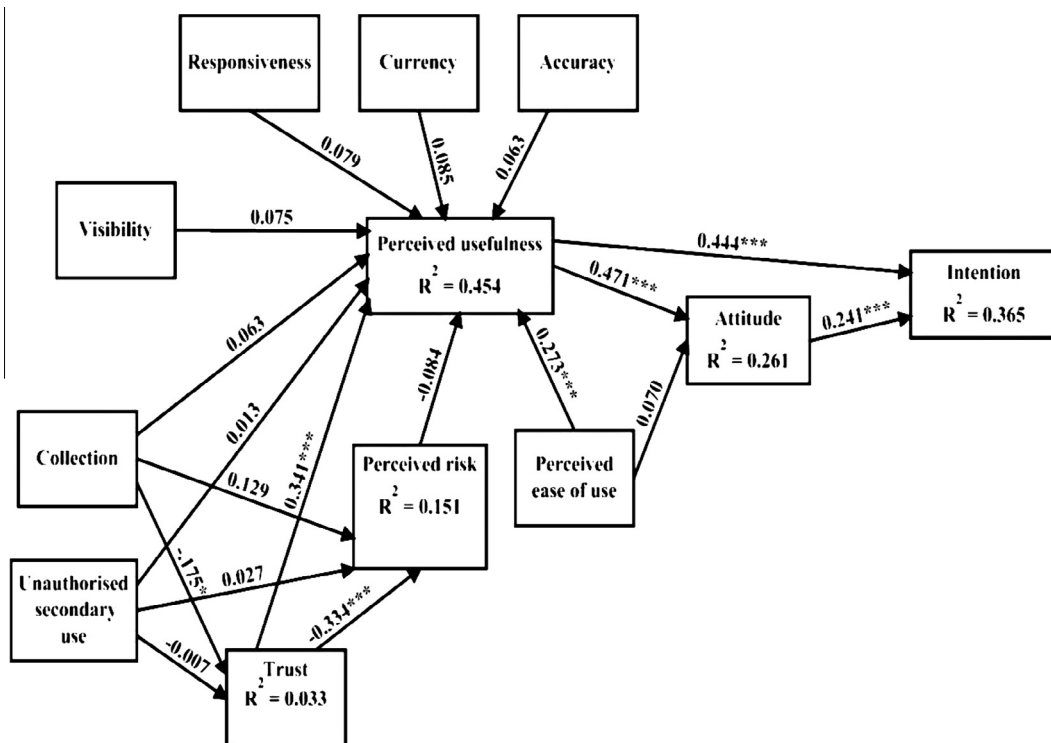 Responsiveness
Currency
Accuracy
0.079
0.085
0.063
Visibility
0.075
Perceived usefulness
R² = 0.454
0.444***
Intention
R² = 0.365
0.471***
Attitude
R² = 0.261
0.241***
0.063
0.013
-0.084
0.273***
0.070
Collection
0.341***
Perceived risk
R² = 0.151
Perceived
ease of use
0.129
-.175*
Unauthorised
secondary
use
0.027
-0.334***
-0.007
Trust
R² = 0.033